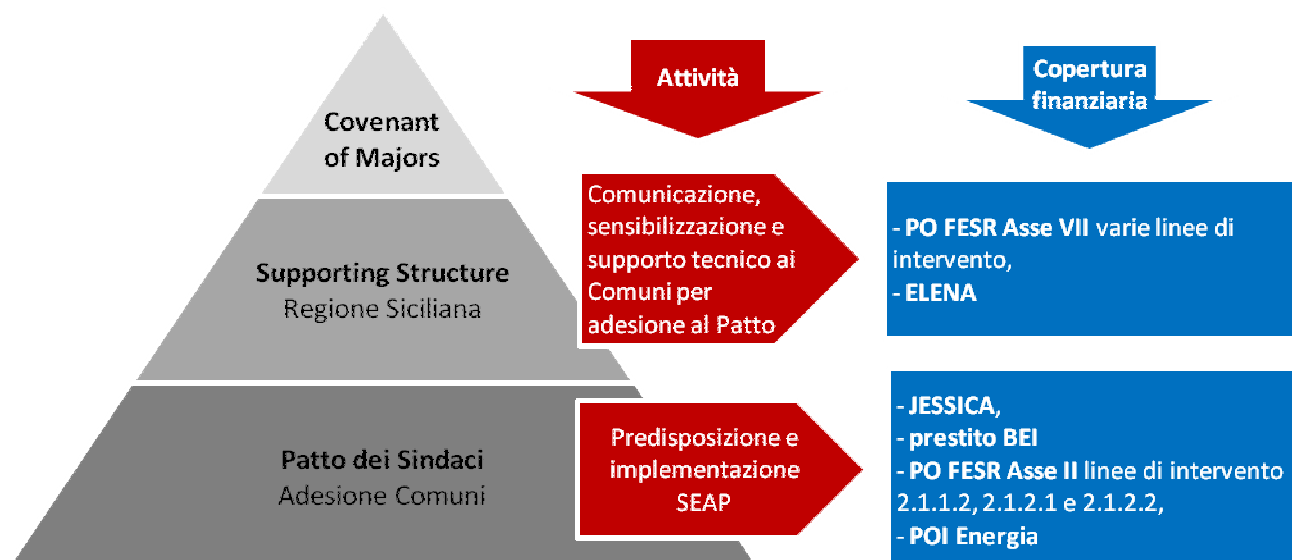 Covenant
of Majors
Attività
Copertura
finanziaria
Supporting Structure
Regione Siciliana
Comunicazione,
sensibilizzazione e
supporto tecnico ai
Comuni per
adesione al Patto
- PO FESR Asse VII varie linee di
intervento,
- ELENA
Patto dei Sindaci
Adesione Comuni
Predisposizione e
implementazione
SEAP
- JESSICA,
- prestito BEI
- PO FESR Asse II linee di intervento
2.1.1.2, 2.1.2.1 e 2.1.2.2,
- POI Energia